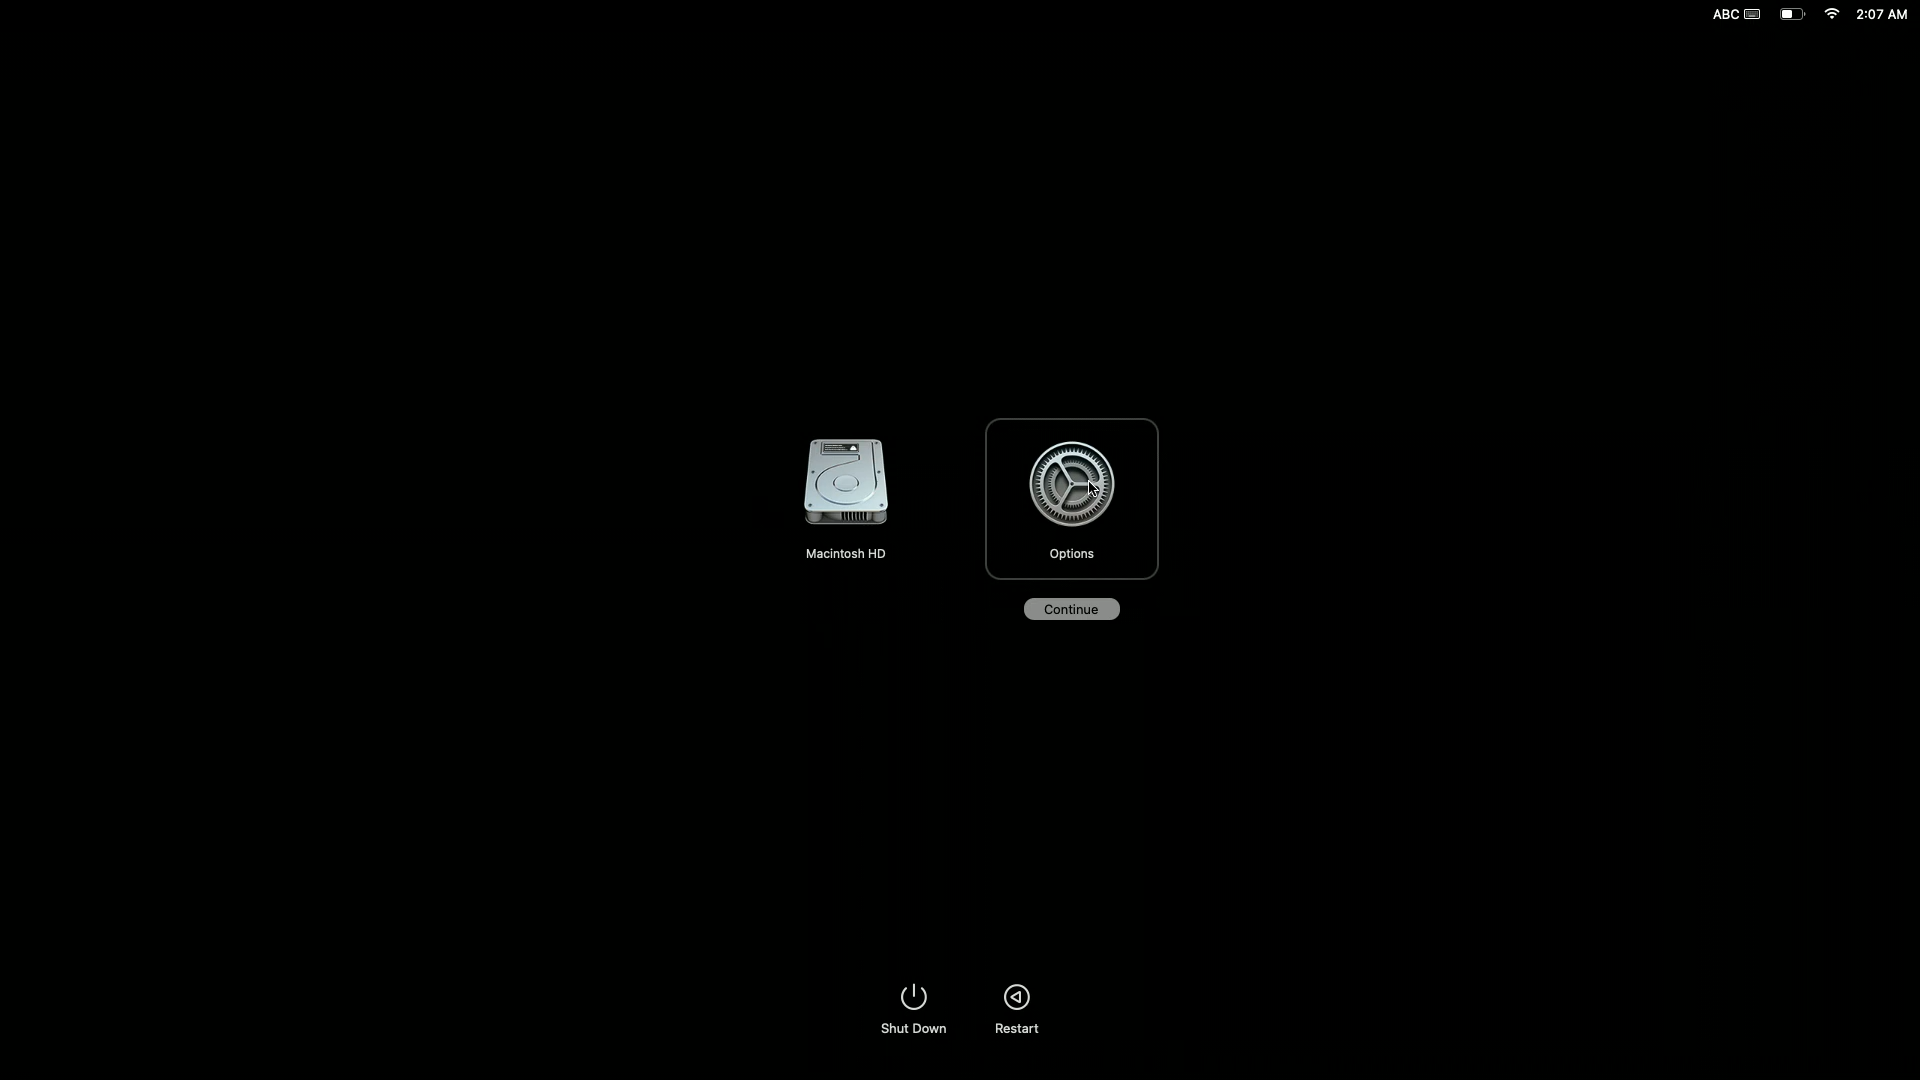 ABC 2:07 AM
Macintosh HD
Options
Continue
Shut Down
Restart